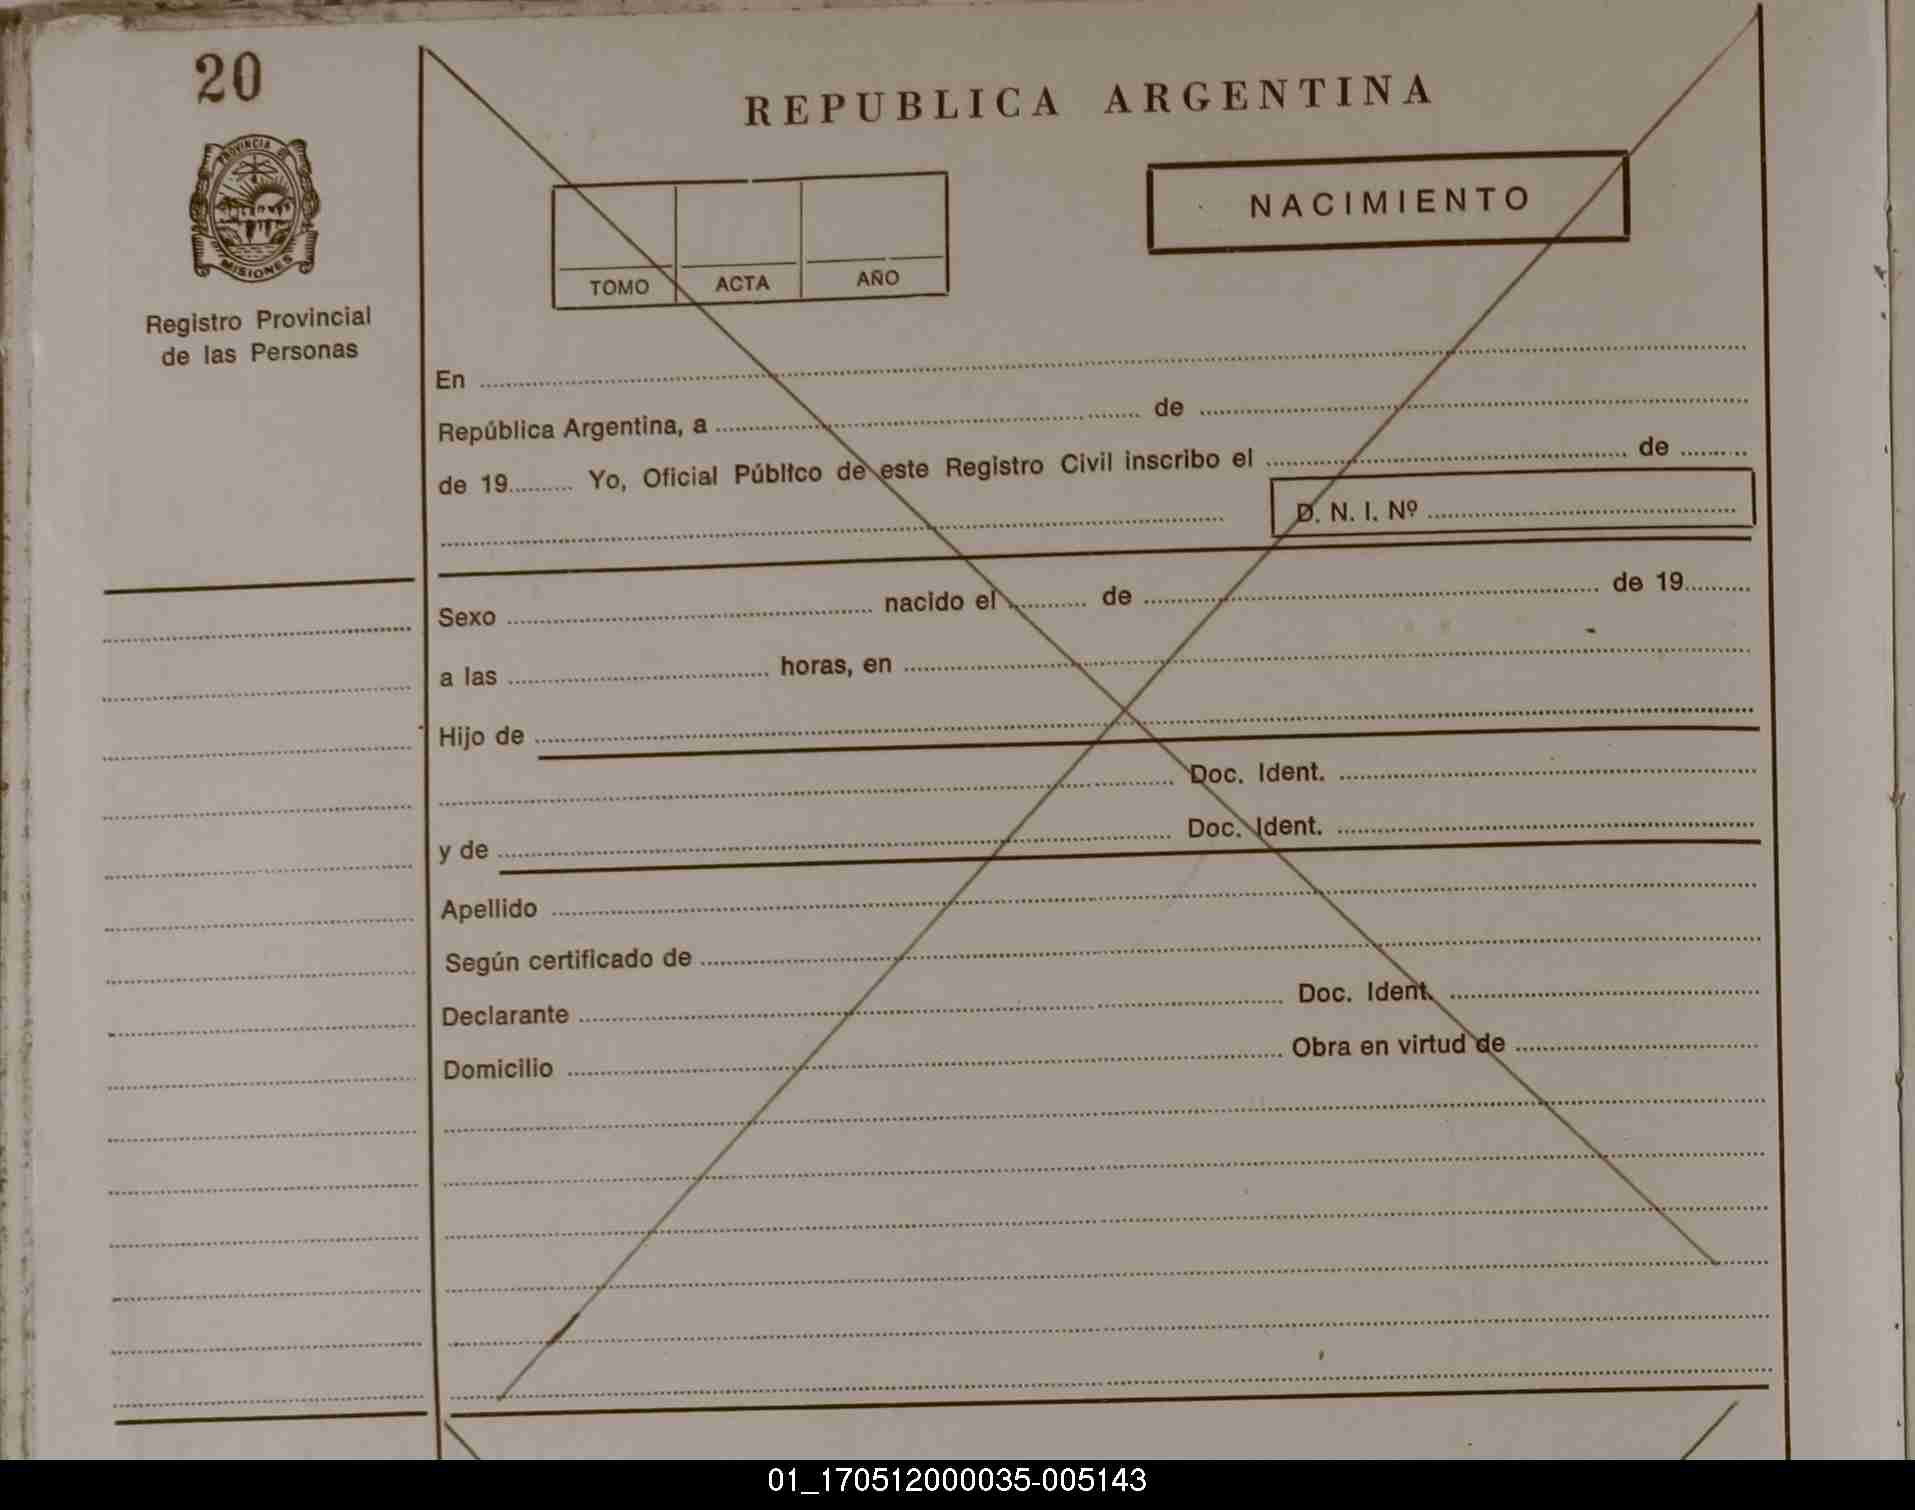 20
REPUBLICA ARGENTINA
PROVINCIA DE
MISIONES
NACIMIENTO
TOMO ACTA AÑO
Registro Provincial
de las Personas
En
República Argentina, a de
de 19 Yo, Oficial Público de este Registro Civil inscribo el de
D. N. I. Nº
Sexo nacido el de de 19
a las horas, en
Hijo de
Doc. Ident.
y de Doc. Ident.
Apellido
Según certificado de
Declarante Doc. Ident.
Domicilio Obra en virtud de
01_170512000035-005143